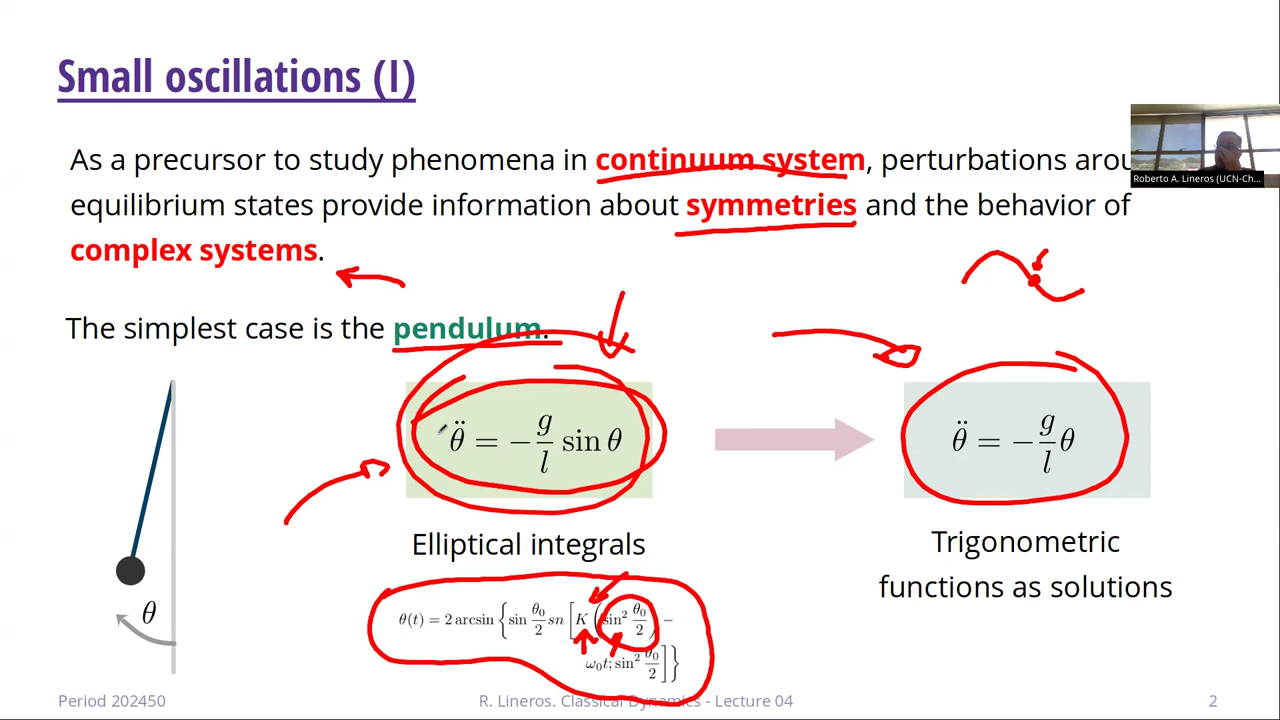 Small oscillations (I)
As a precursor to study phenomena in continuum system, perturbations arou
equilibrium states provide information about symmetries and the behavior of
complex systems.
Roberto A. Lineros (UCN-Ch...
The simplest case is the pendulum.
θ̈ = − g/l sin θ
θ̈ = − g/l θ
Elliptical integrals
Trigonometric
functions as solutions
θ(t) = 2 arcsin { sin θ₀/2 sn [ K ( sin² θ₀/2 ) −
ω₀t; sin² θ₀/2 ] }
θ
Period 202450
R. Lineros. Classical Dynamics - Lecture 04
2